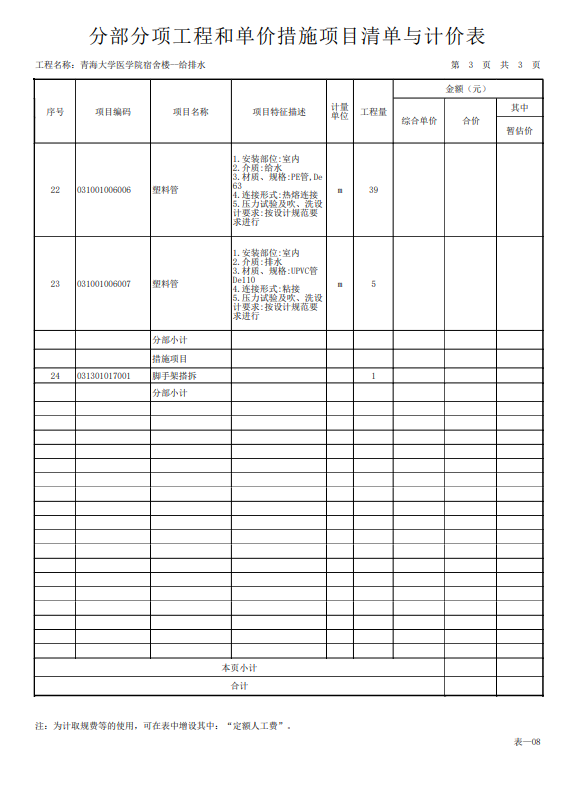 分部分项工程和单价措施项目清单与计价表
工程名称：青海大学医学院宿舍楼—给排水 第 3 页 共 3 页
序号 项目编码 项目名称 项目特征描述 计量单位 工程量 金额（元）
综合单价 合价 其中
暂估价
22 031001006006 塑料管
1.安装部位:室内
2.介质:给水
3.材质、规格:PE管,De
63
4.连接形式:热熔连接
5.压力试验及吹、洗设
计要求:按设计规范要
求进行
m 39
23 031001006007 塑料管
1.安装部位:室内
2.介质:排水
3.材质、规格:UPVC管
De110
4.连接形式:粘接
5.压力试验及吹、洗设
计要求:按设计规范要
求进行
m 5
分部小计
措施项目
24 031301017001 脚手架搭拆 1
分部小计
本页小计
合计
注：为计取规费等的使用，可在表中增设其中：“定额人工费”。
表—08